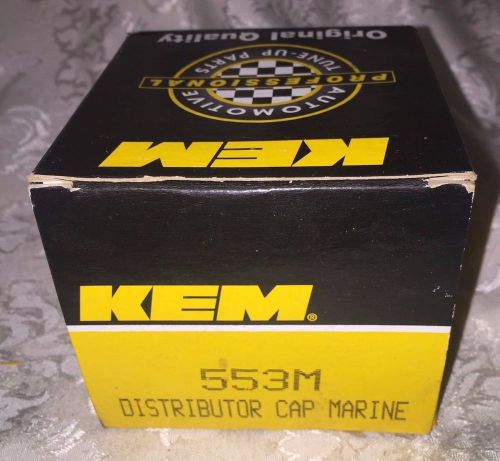 Original Quality
AUTOMOTIVE
PROFESSIONAL
TUNE-UP PARTS
KEM
KEM®
553M
DISTRIBUTOR CAP MARINE